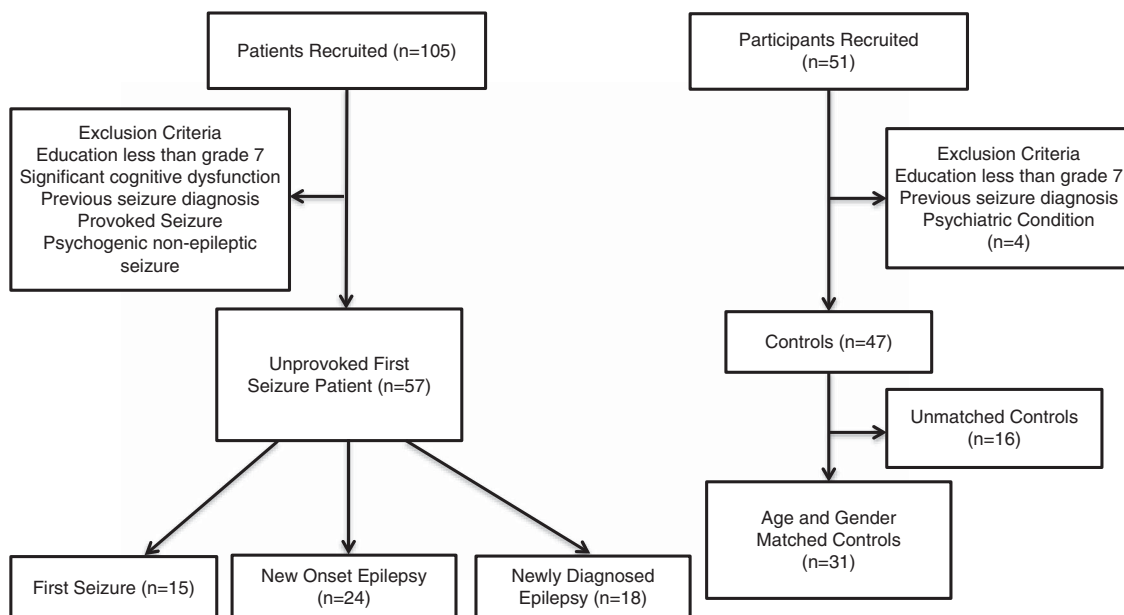 Patients Recruited (n=105)
Exclusion Criteria
Education less than grade 7
Significant cognitive dysfunction
Previous seizure diagnosis
Provoked Seizure
Psychogenic non-epileptic
seizure
Unprovoked First
Seizure Patient (n=57)
First Seizure (n=15)
New Onset Epilepsy
(n=24)
Newly Diagnosed
Epilepsy (n=18)
Participants Recruited
(n=51)
Exclusion Criteria
Education less than grade 7
Previous seizure diagnosis
Psychiatric Condition
(n=4)
Controls (n=47)
Unmatched Controls
(n=16)
Age and Gender
Matched Controls
(n=31)